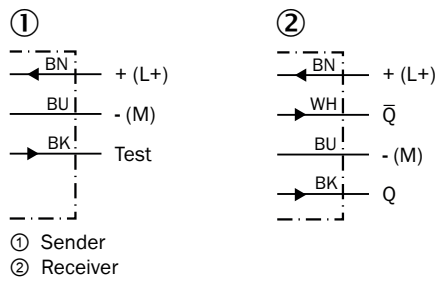 ①
BN + (L+)
BU - (M)
BK Test
②
BN + (L+)
WH Q̅
BU - (M)
BK Q
① Sender
② Receiver